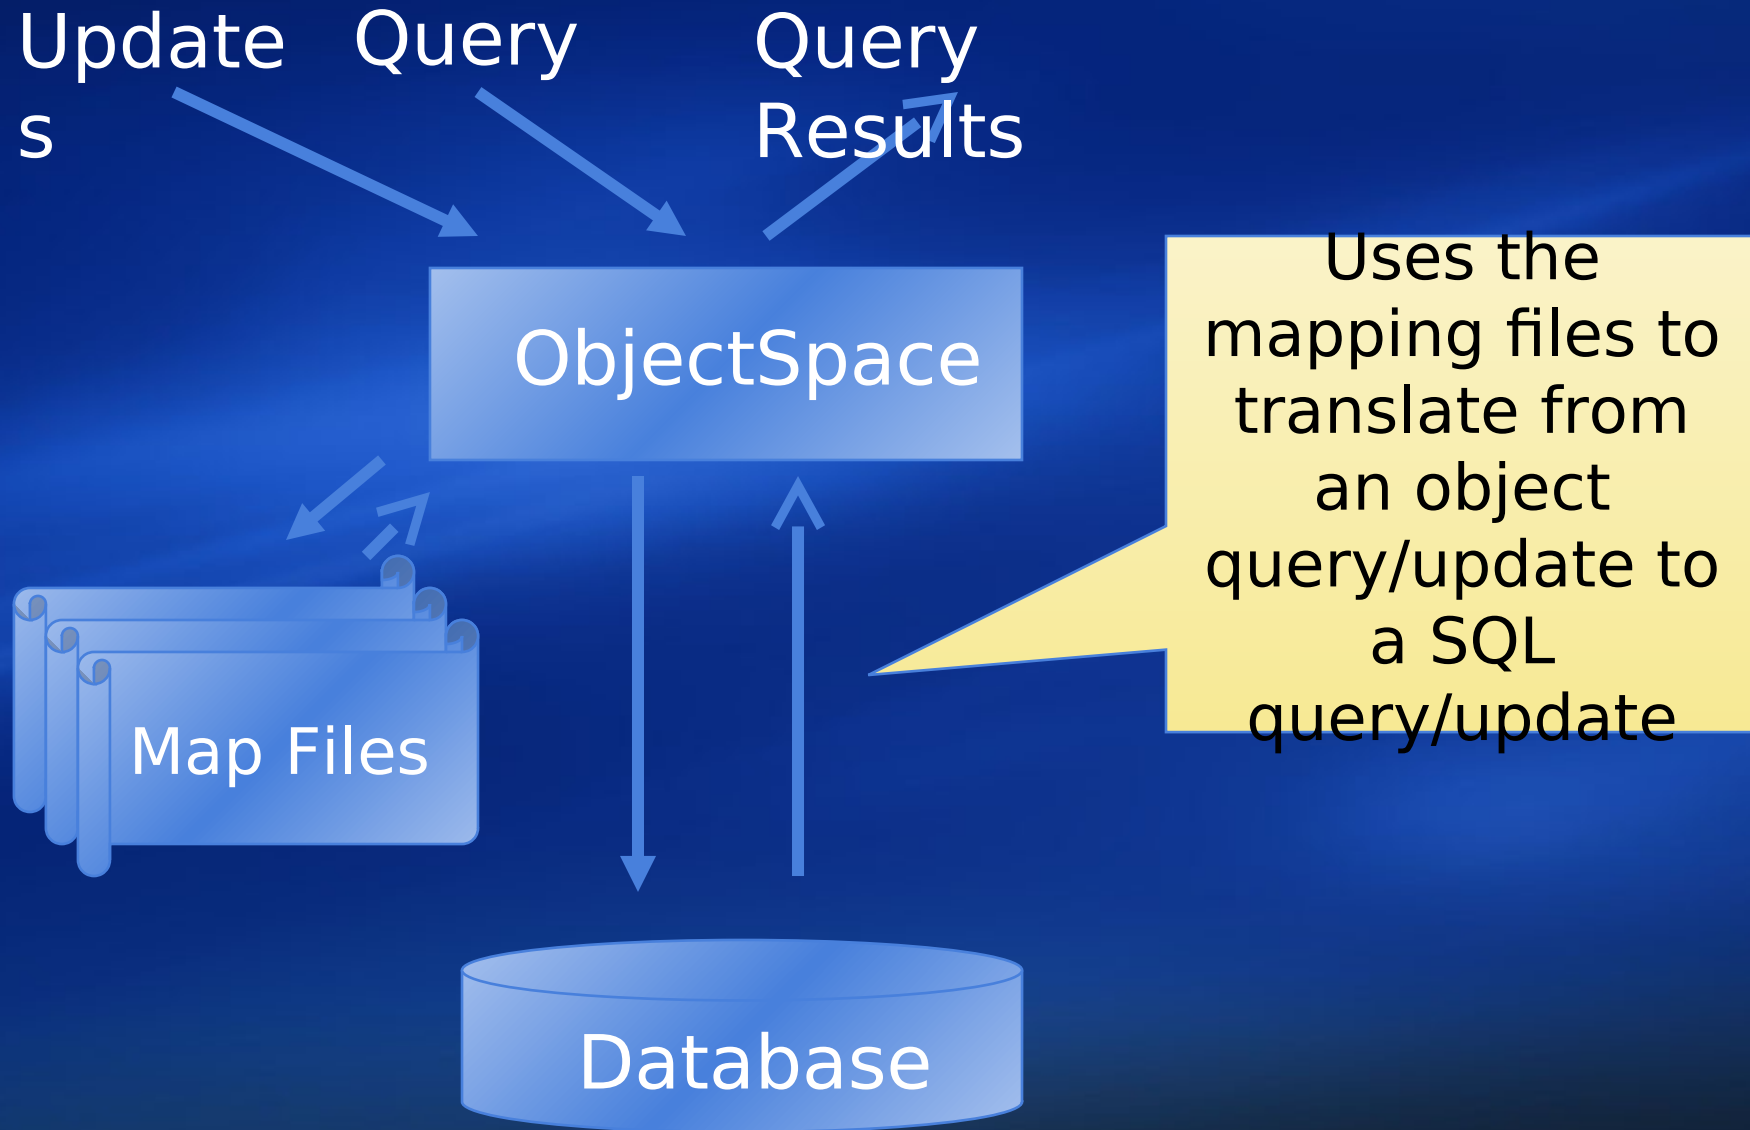 Update
s
Query
Query
Results
ObjectSpace
Uses the
mapping files to
translate from
an object
query/update to
a SQL
query/update
Map Files
Database